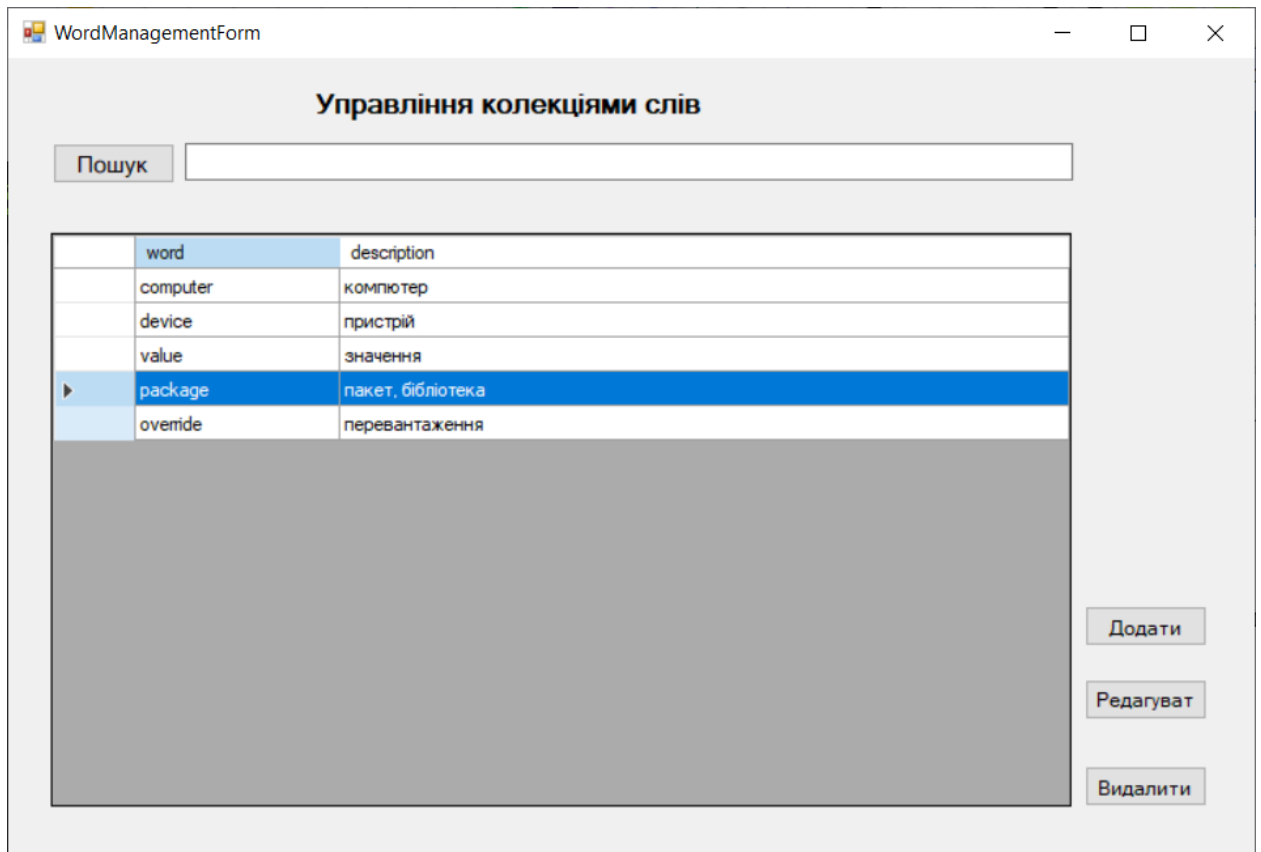 WordManagementForm
Управління колекціями слів
Пошук
word description
computer компютер
device пристрій
value значення
package пакет, бібліотека
override перевантаження
Додати
Редагуват
Видалити